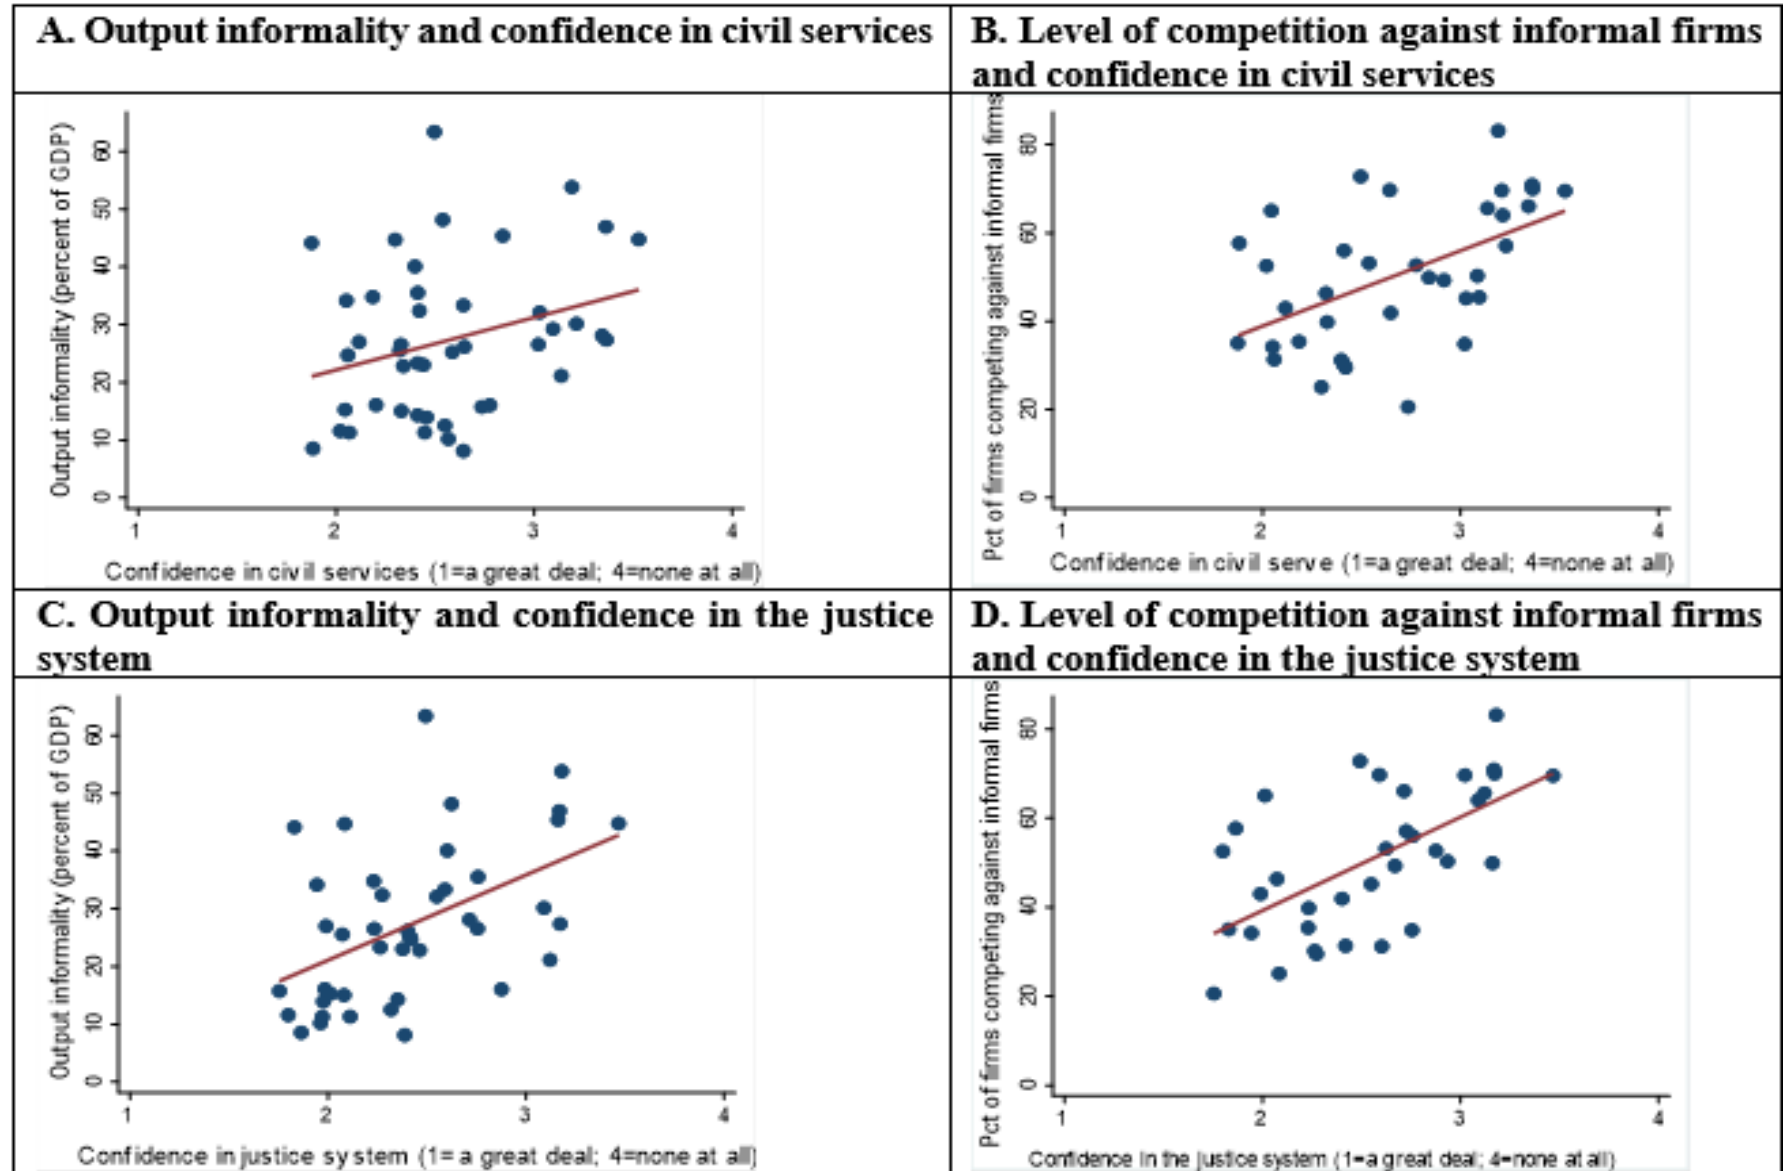 A. Output informality and confidence in civil services
B. Level of competition against informal firms
and confidence in civil services
Output informality (percent of GDP)
60
50
40
30
20
10
0
1 2 3 4
Confidence in civil services (1=a great deal; 4=none at all)
Pct of firms competing against informal firms
80
60
40
20
0
1 2 3 4
Confidence in civil serve (1=a great deal; 4=none at all)
C. Output informality and confidence in the justice
system
D. Level of competition against informal firms
and confidence in the justice system
Output informality (percent of GDP)
60
50
40
30
20
10
0
1 2 3 4
Confidence in justice system (1= a great deal; 4=none at all)
Pct of firms competing against informal firms
80
60
40
20
0
1 2 3 4
Confidence in the justice system (1=a great deal; 4=none at all)